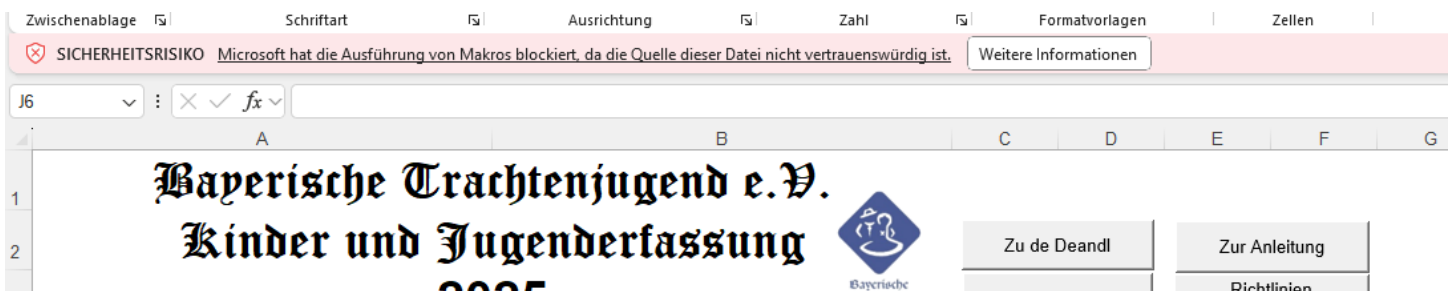 Zwischenablage Schriftart Ausrichtung Zahl Formatvorlagen Zellen
SICHERHEITSRISIKO Microsoft hat die Ausführung von Makros blockiert, da die Quelle dieser Datei nicht vertrauenswürdig ist. Weitere Informationen
J6 fx
A B C D E F G
1 Bayerische Trachtenjugend e.V.
2 Kinder und Jugenderfassung
Zu de Deandl Zur Anleitung
Bayerische
2025
Richtlinien